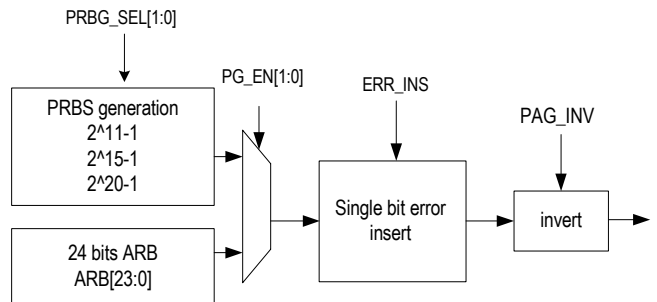 PRBG_SEL[1:0]
PG_EN[1:0]
ERR_INS
PAG_INV
PRBS generation
2^11-1
2^15-1
2^20-1
Single bit error
insert
invert
24 bits ARB
ARB[23:0]